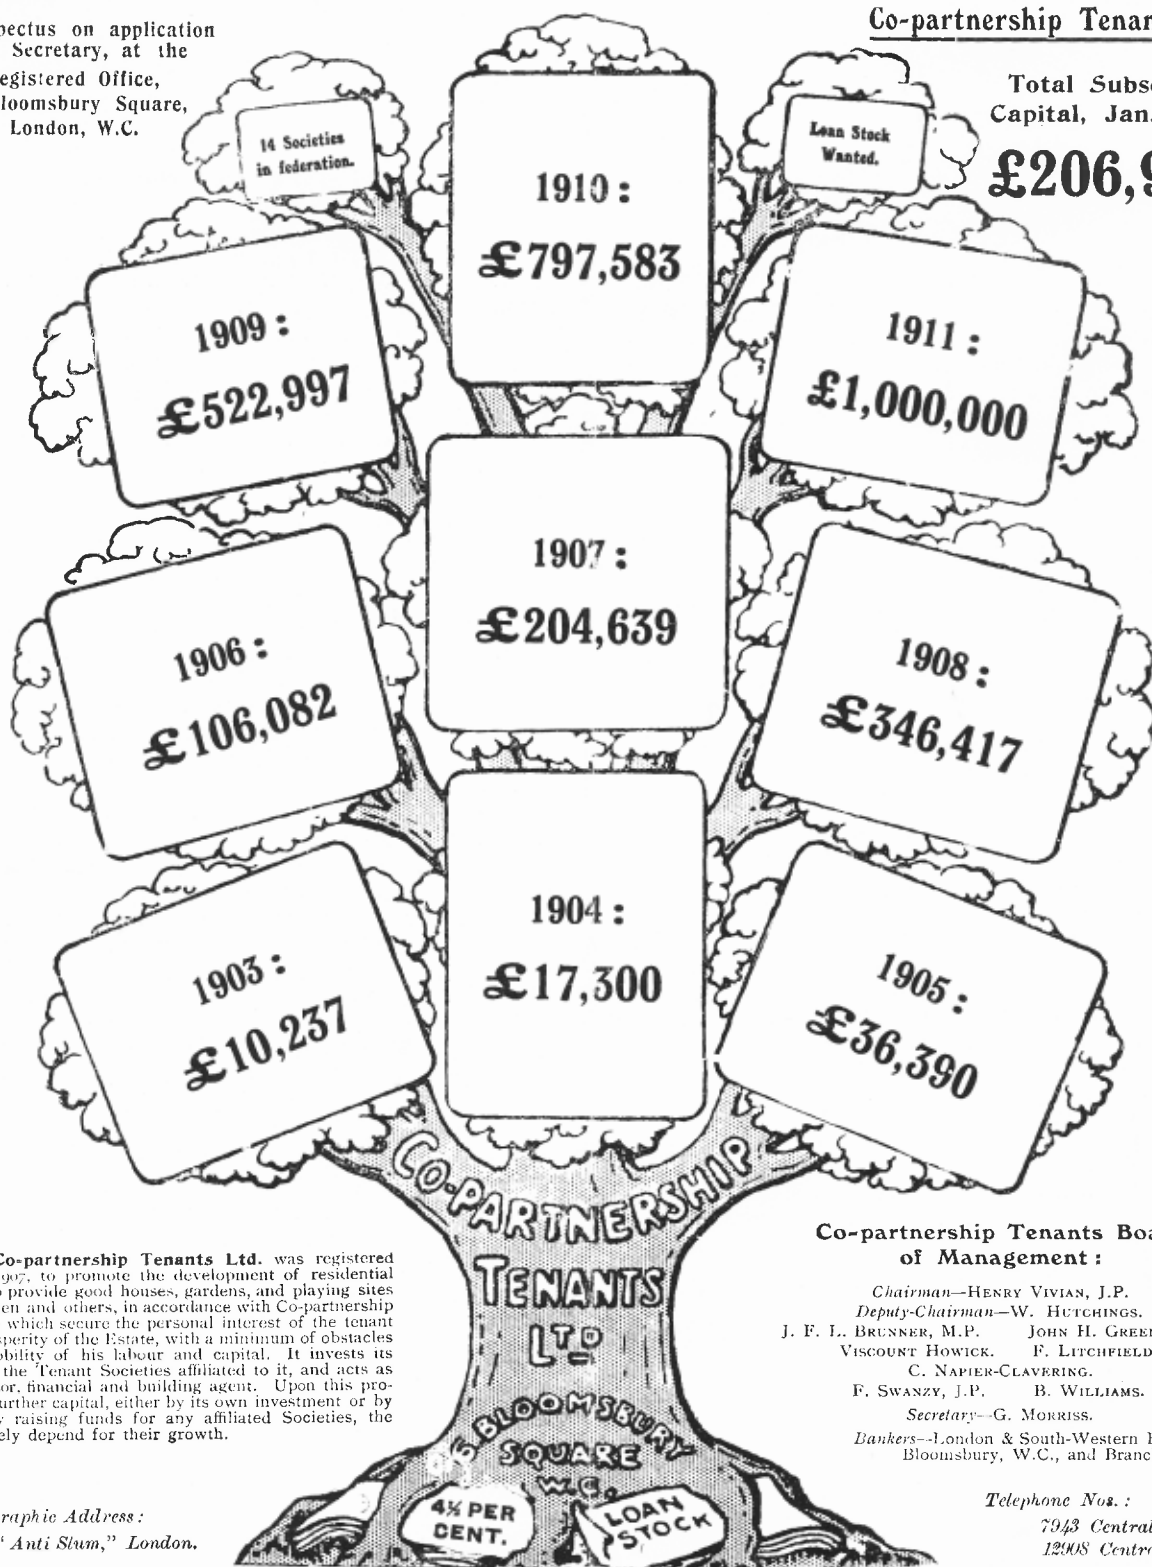 pectus on application
Secretary, at the
egistered Office,
loomsbury Square,
London, W.C.
Co-partnership Tenan
Total Subs
Capital, Jan.
£206,9
14 Societies
in federation.
Loan Stock
Wanted.
1910:
£797,583
1909:
£522,997
1911:
£1,000,000
1907:
£204,639
1906:
£106,082
1908:
£346,417
1904:
£17,300
1903:
£10,237
1905:
£36,390
CO-PARTNERSHIP
TENANTS
LTD
BLOOMSBURY
SQUARE
W.C.
4½ PER
CENT.
LOAN
STOCK
Co-partnership Tenants Ltd. was registered
907, to promote the development of residential
provide good houses, gardens, and playing sites
en and others, in accordance with Co-partnership
which secure the personal interest of the tenant
sperity of the Estate, with a minimum of obstacles
obility of his labour and capital. It invests its
the Tenant Societies affiliated to it, and acts as
or, financial and building agent. Upon this pro-
urther capital, either by its own investment or by
raising funds for any affiliated Societies, the
ely depend for their growth.
raphic Address:
"Anti Slum," London.
Co-partnership Tenants Boa
of Management:
Chairman—HENRY VIVIAN, J.P.
Deputy-Chairman—W. HUTCHINGS.
J. F. L. BRUNNER, M.P. JOHN H. GREE
VISCOUNT HOWICK. F. LITCHFIELD
C. NAPIER-CLAVERING.
F. SWANZY, J.P. B. WILLIAMS.
Secretary—G. MORRISS.
Bankers—London & South-Western
Bloomsbury, W.C., and Branc
Telephone Nos.:
7943 Central
12908 Centra